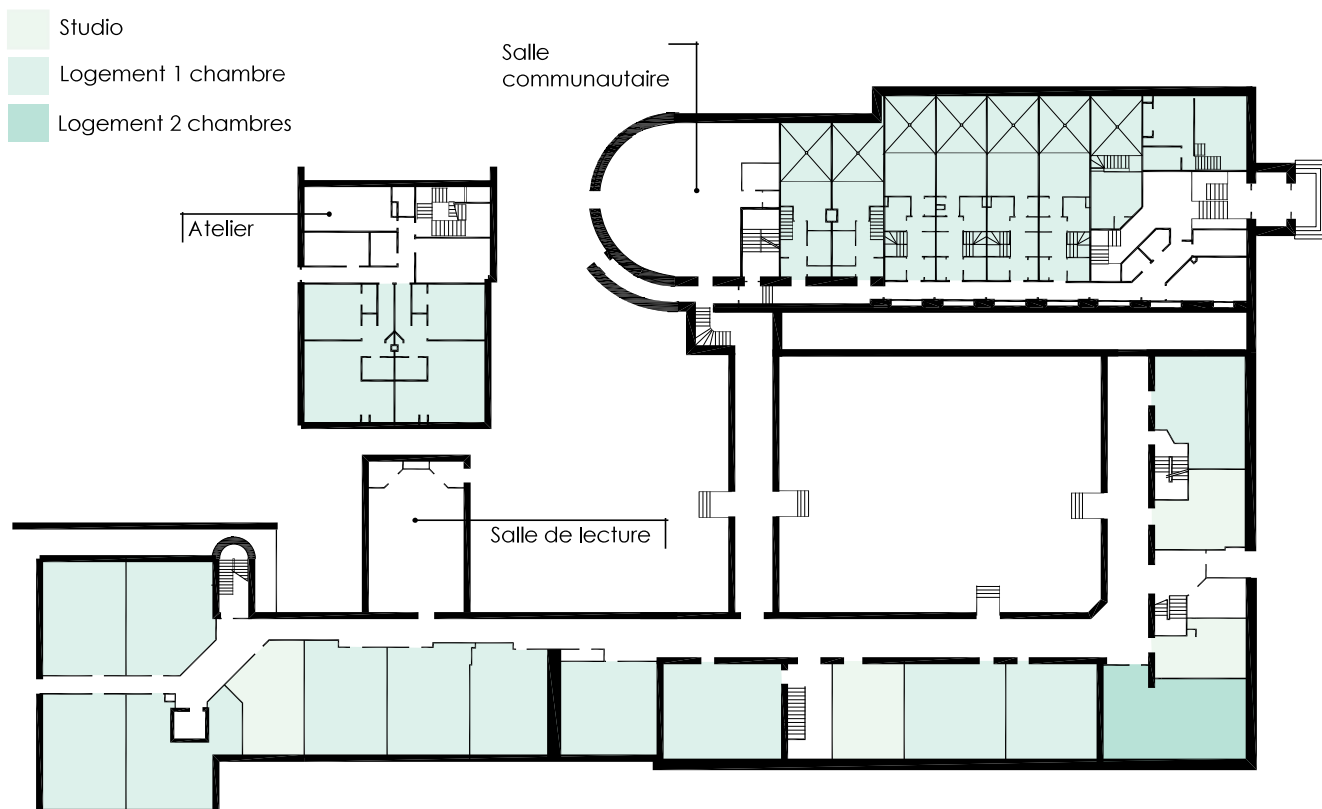 Studio
Logement 1 chambre
Logement 2 chambres
Salle
communautaire
Atelier
Salle de lecture